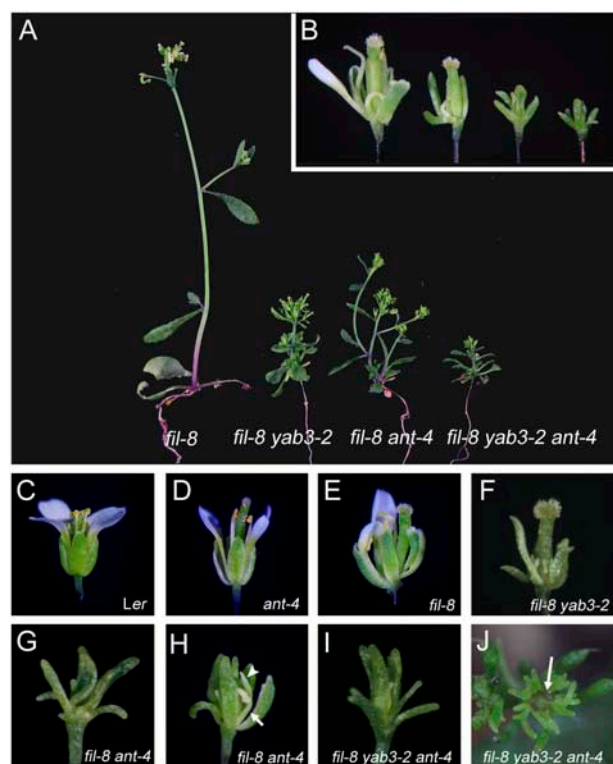 A
B
fil-8
fil-8 yab3-2
fil-8 ant-4
fil-8 yab3-2 ant-4
C
Ler
D
ant-4
E
fil-8
F
fil-8 yab3-2
G
fil-8 ant-4
H
fil-8 ant-4
I
fil-8 yab3-2 ant-4
J
fil-8 yab3-2 ant-4